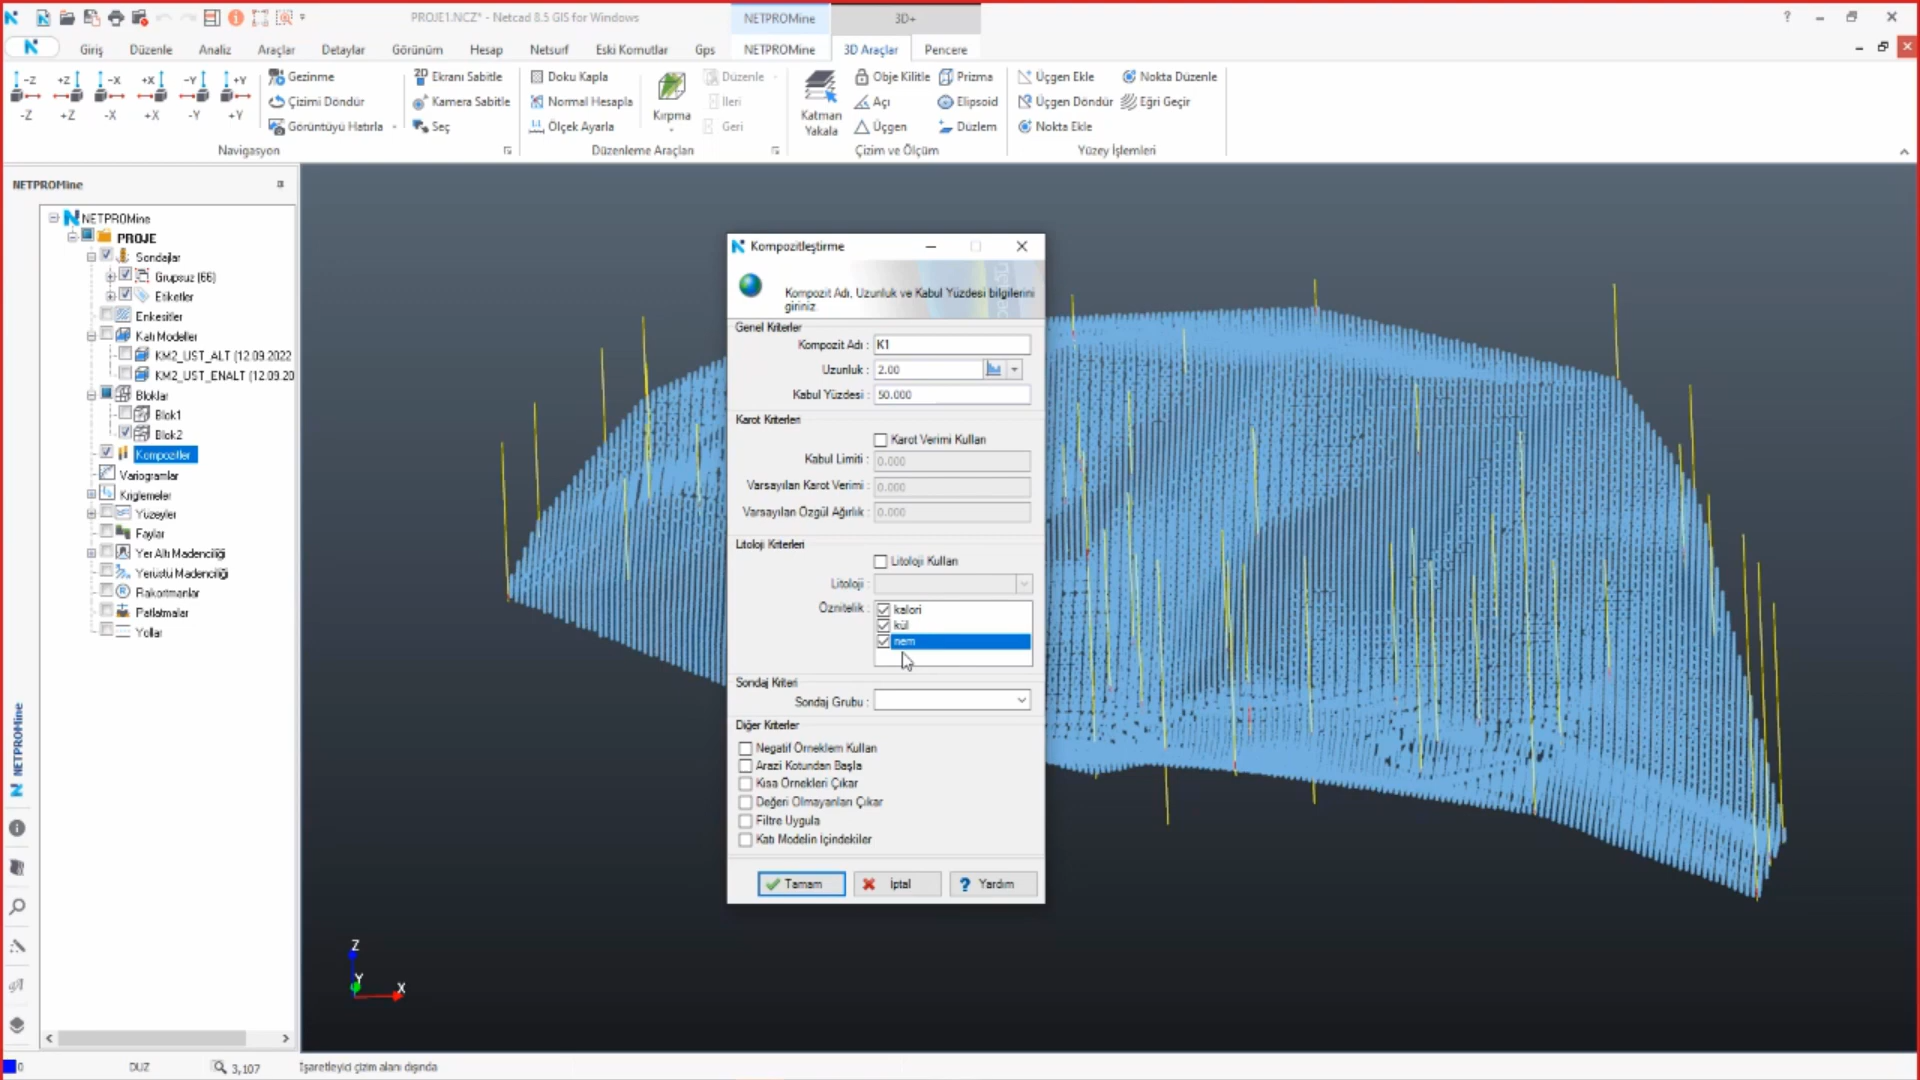 PROJE1.NCZ* - Netcad 8.5 GIS for Windows
NETPROMine
3D+
Giriş Düzenle Analiz Araçlar Detaylar Görünüm Hesap Netsurf Eski Komutlar Gps NETPROMine 3D Araçlar Pencere
-Z +Z -X +X -Y +Y
-Z +Z -X +X -Y +Y
Gezinme
Çizimi Döndür
Görüntüyü Hatırla
2D Ekranı Sabitle
Kamera Sabitle
Seç
Navigasyon
Doku Kapla
Normal Hesapla
Ölçek Ayarla
Kırpma
Düzenle
İleri
Geri
Düzenleme Araçları
Katman Yakala
Obje Kilitle
Açı
Üçgen
Prizma
Elipsoid
Düzlem
Çizim ve Ölçüm
Üçgen Ekle
Üçgen Döndür
Nokta Ekle
Nokta Düzenle
Eğri Geçir
Yüzey İşlemleri
NETPROMine
NETPROMine
PROJE
Sondajlar
Grupsuz (66)
Etiketler
Enkesitler
Katı Modeller
KM2_UST_ALT (12.09.2022
KM2_UST_ENALT (12.09.20
Bloklar
Blok1
Blok2
Kompozitler
Variogramlar
Kriglemeler
Yüzeyler
Faylar
Yer Altı Madenciliği
Yerüstü Madenciliği
Rakortmanlar
Patlatmalar
Yollar
NETPROMine
Kompozitleştirme
Kompozit Adı, Uzunluk ve Kabul Yüzdesi bilgilerini
giriniz.
Genel Kriterler
Kompozit Adı : K1
Uzunluk : 2.00
Kabul Yüzdesi : 50.000
Karot Kriterleri
Karot Verimi Kullan
Kabul Limiti : 0.000
Varsayılan Karot Verimi : 0.000
Varsayılan Özgül Ağırlık : 0.000
Litoloji Kriterleri
Litoloji Kullan
Litoloji :
Öznitelik : kalori
kül
nem
Sondaj Kriteri
Sondaj Grubu :
Diğer Kriterler
Negatif Örneklem Kullan
Arazi Kotundan Başla
Kısa Örnekleri Çıkar
Değeri Olmayanları Çıkar
Filtre Uygula
Katı Modelin İçindekiler
Tamam İptal Yardım
Z
Y
X
0 DUZ 3,107 İşaretleyici çizim alanı dışında